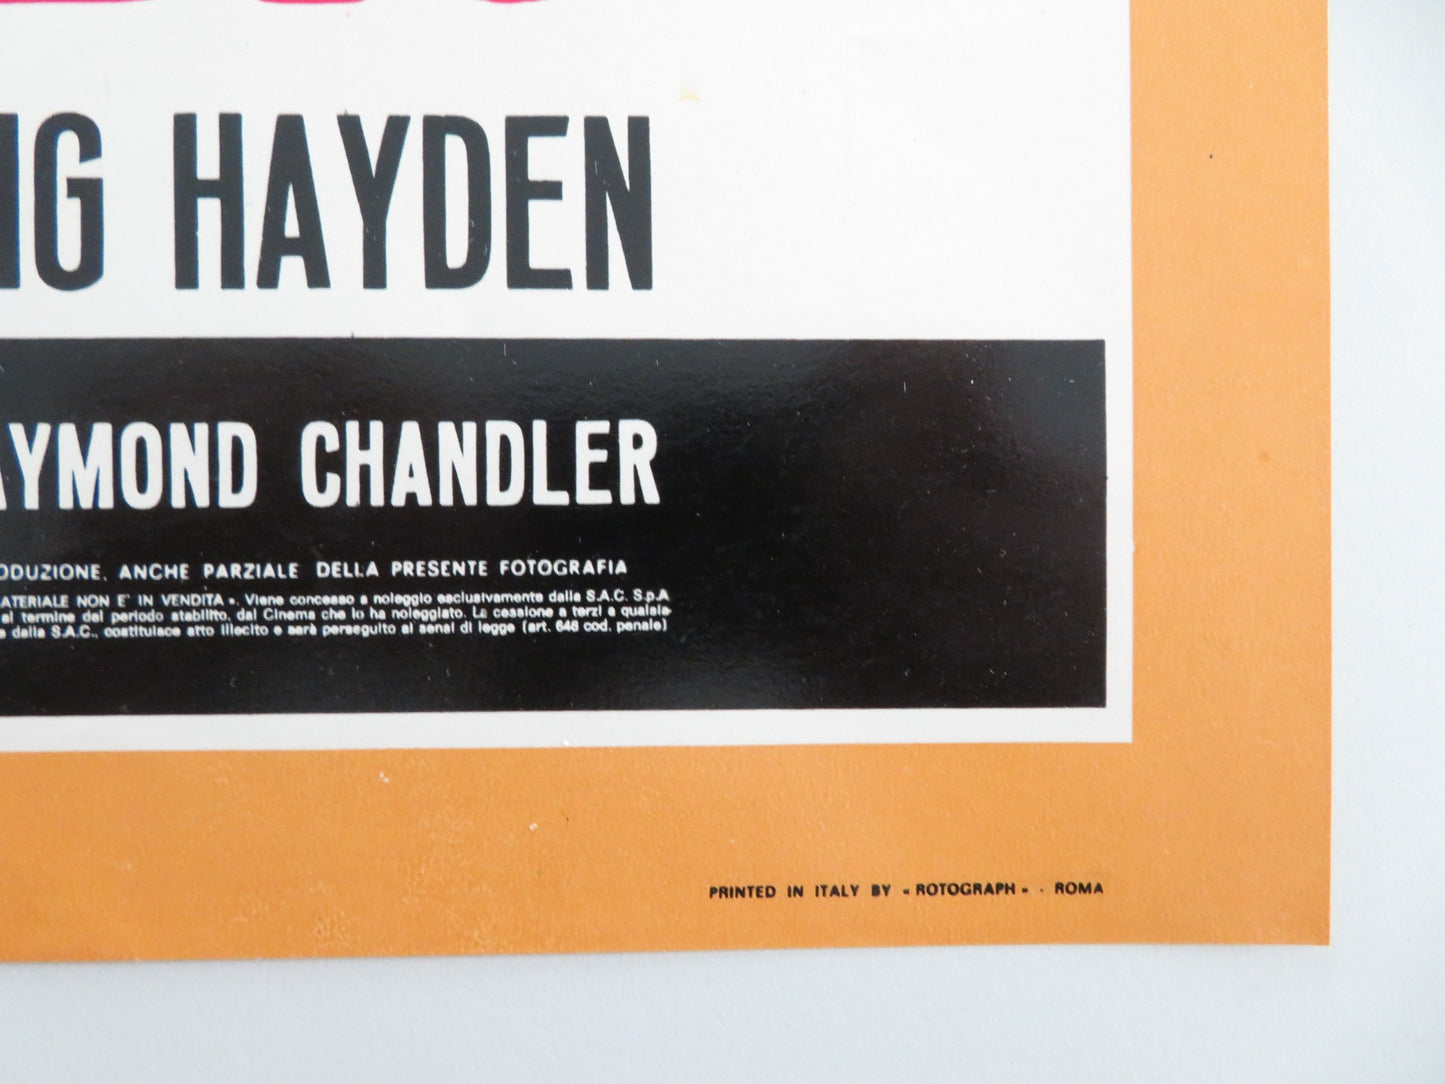 NG HAYDEN
AYMOND CHANDLER
ODUZIONE, ANCHE PARZIALE DELLA PRESENTE FOTOGRAFIA
ATERIALE NON E' IN VENDITA ». Viene concesso a noleggio esclusivamente dalla S.A.C. S.p.A
al termine del periodo stabilito, dal Cinema che lo ha noleggiato. La cessione a terzi a qualsia-
e dalla S.A.C., costituisce atto illecito e sarà perseguito ai sensi di legge (art. 646 cod. penale)
PRINTED IN ITALY BY « ROTOGRAPH » - ROMA